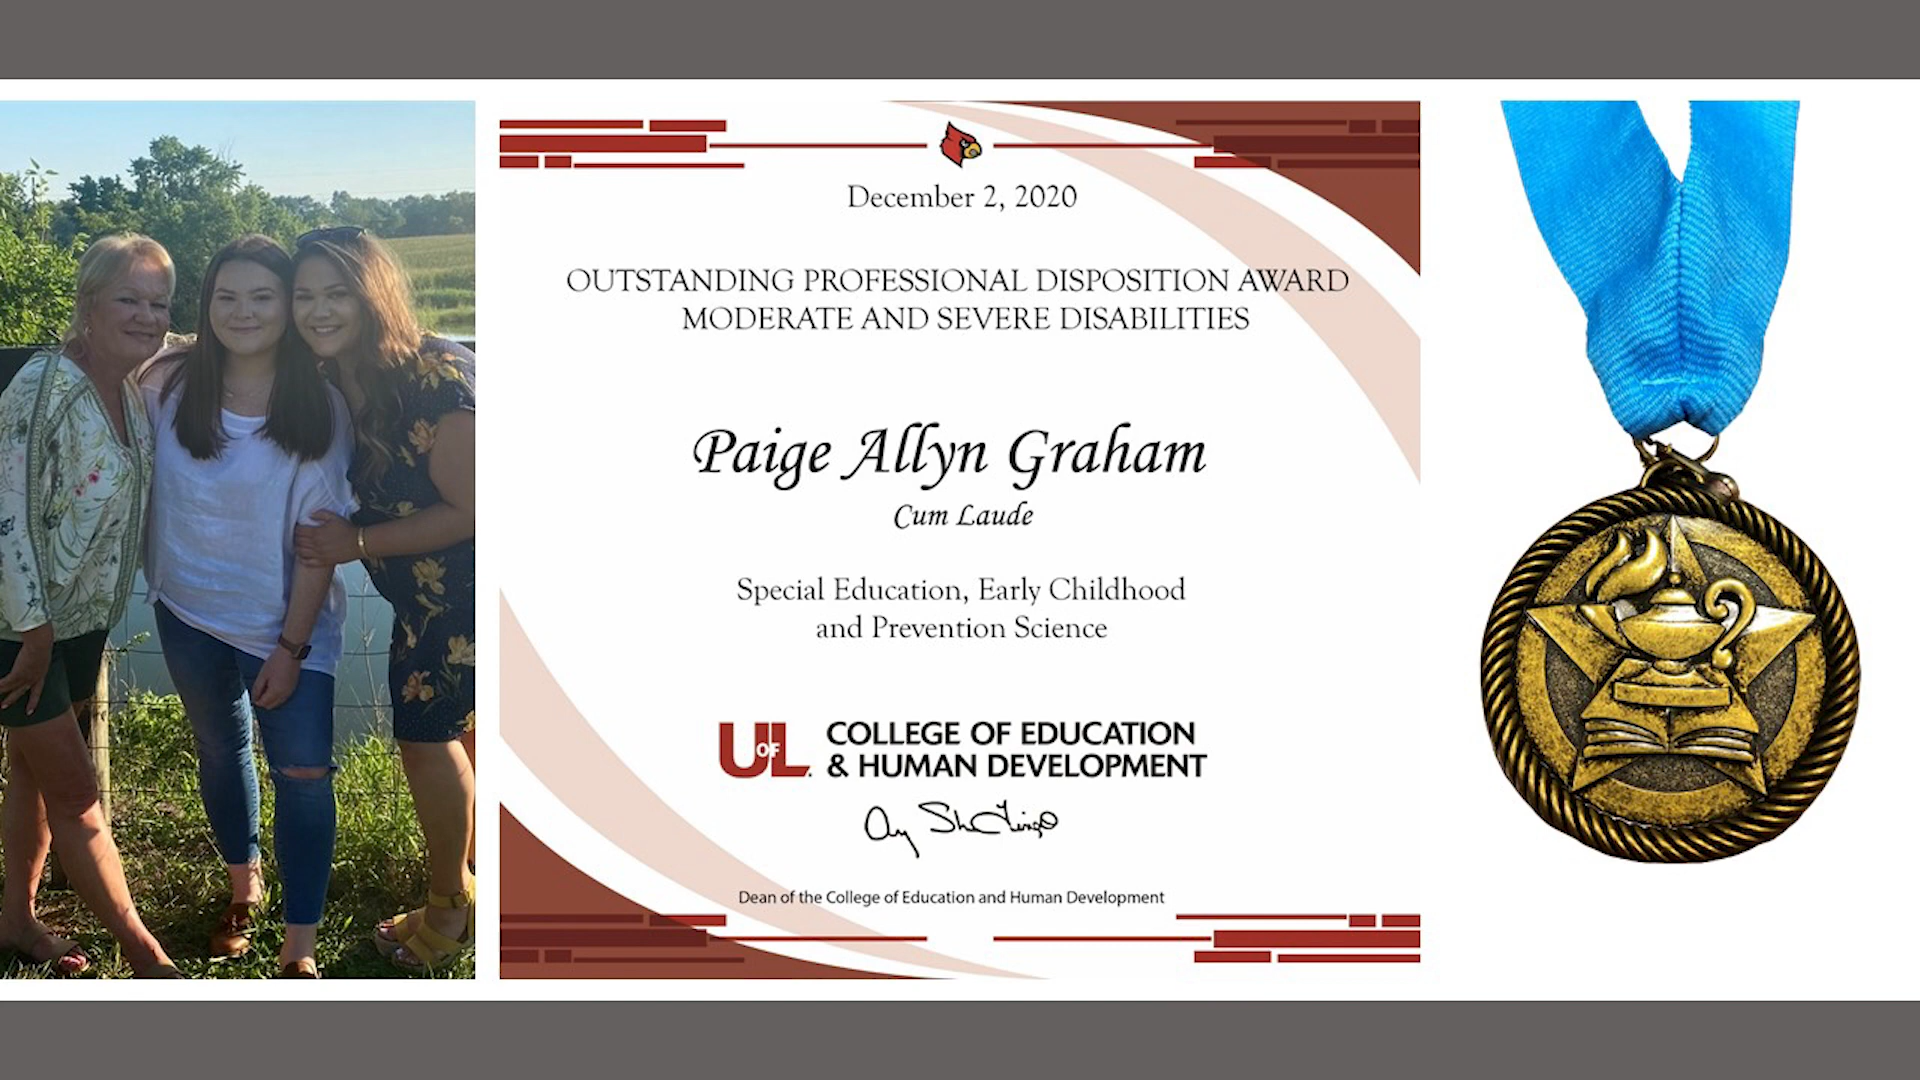 December 2, 2020
OUTSTANDING PROFESSIONAL DISPOSITION AWARD
MODERATE AND SEVERE DISABILITIES
Paige Allyn Graham
Cum Laude
Special Education, Early Childhood
and Prevention Science
UOFL. COLLEGE OF EDUCATION
& HUMAN DEVELOPMENT
Dean of the College of Education and Human Development